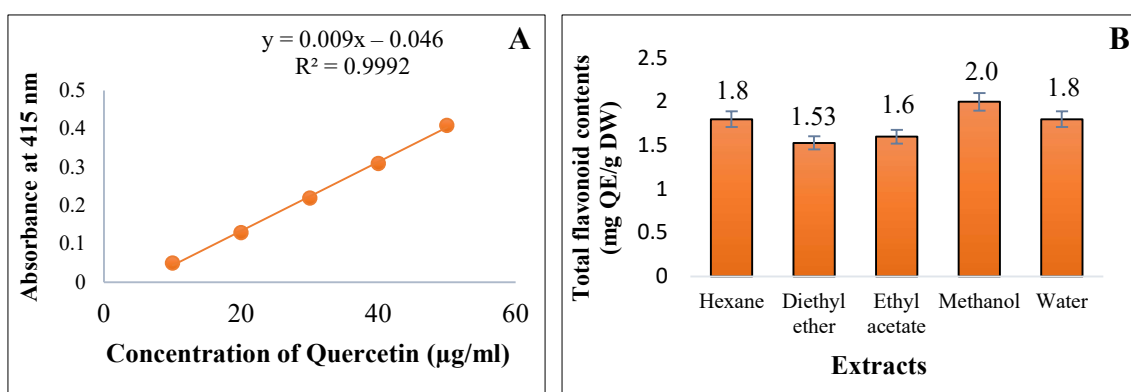 A
y = 0.009x – 0.046
R² = 0.9992
Absorbance at 415 nm
0.5
0.4
0.3
0.2
0.1
0
0
20
40
60
Concentration of Quercetin (µg/ml)
B
Total flavonoid contents
(mg QE/g DW)
2.5
2
1.5
1
0.5
0
1.8
1.53
1.6
2.0
1.8
Hexane
Diethyl
ether
Ethyl
acetate
Methanol
Water
Extracts